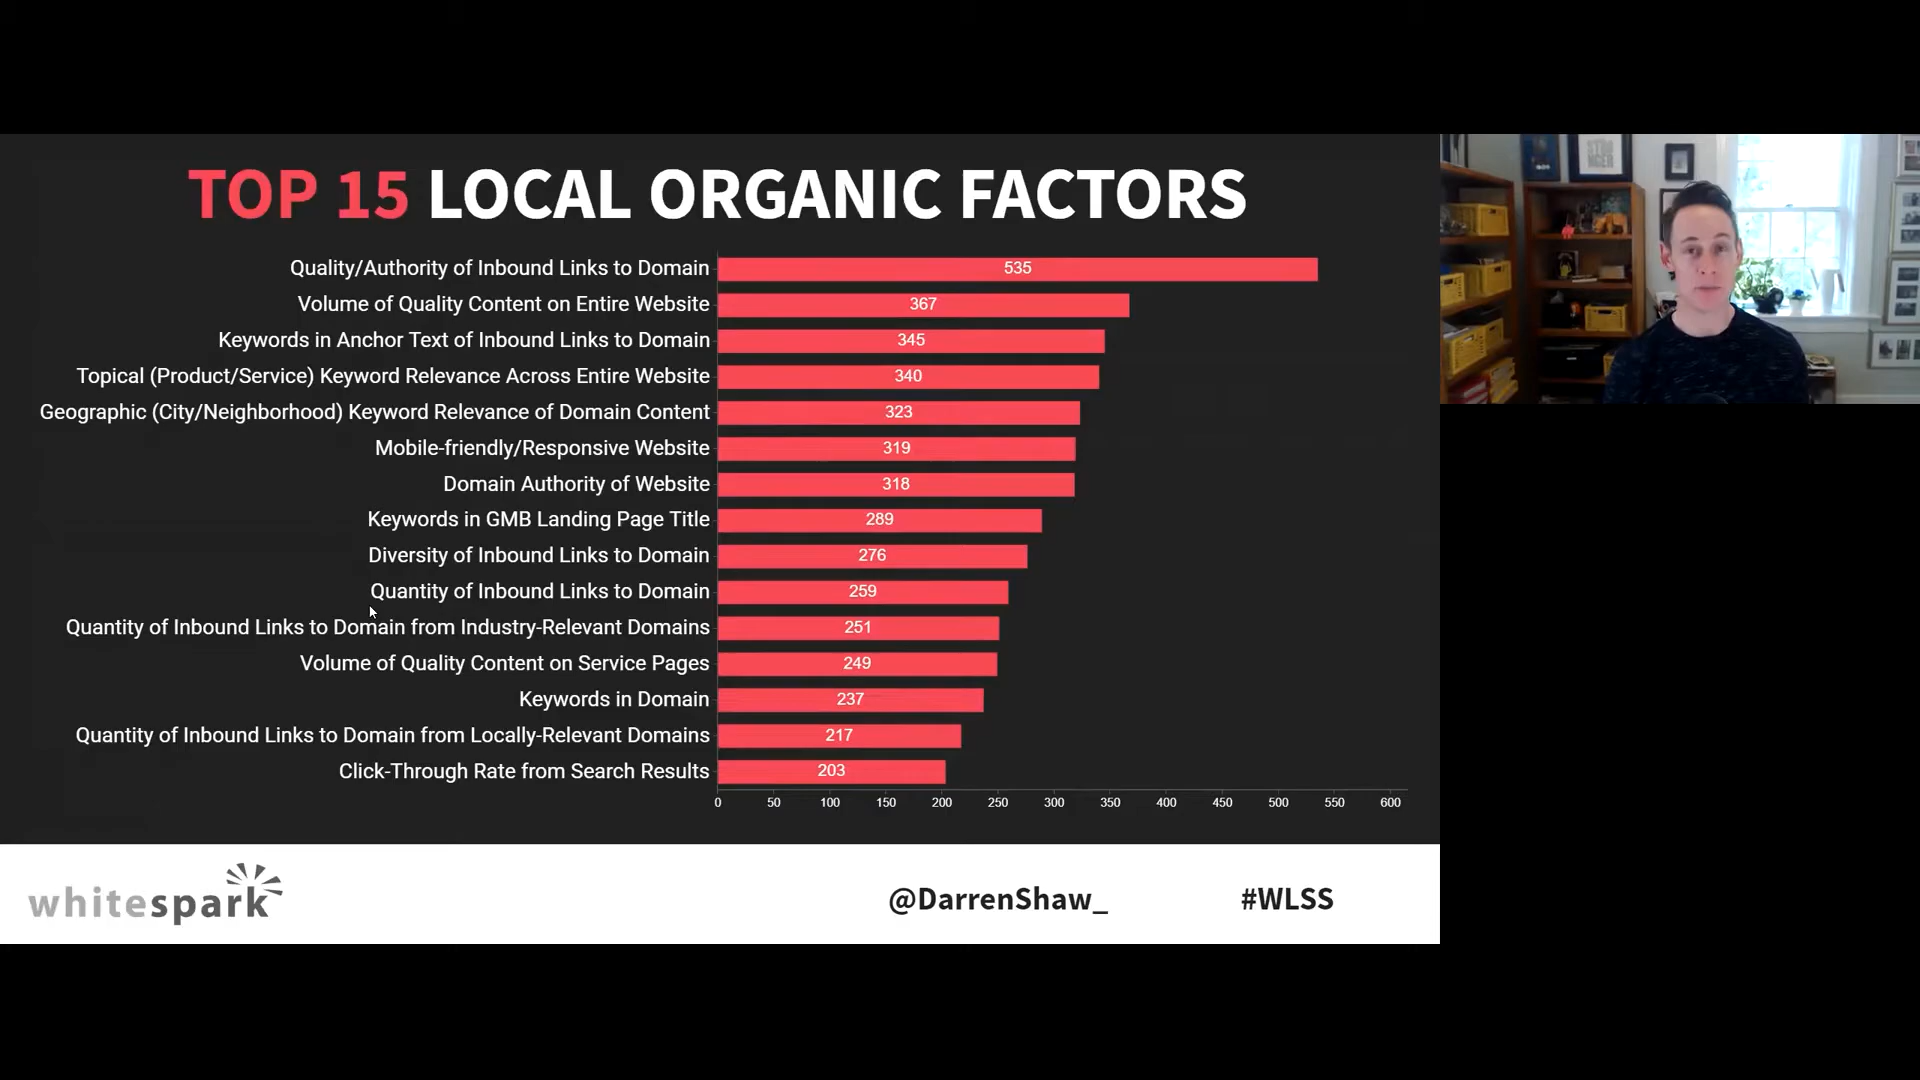 TOP 15 LOCAL ORGANIC FACTORS
Quality/Authority of Inbound Links to Domain 535
Volume of Quality Content on Entire Website 367
Keywords in Anchor Text of Inbound Links to Domain 345
Topical (Product/Service) Keyword Relevance Across Entire Website 340
Geographic (City/Neighborhood) Keyword Relevance of Domain Content 323
Mobile-friendly/Responsive Website 319
Domain Authority of Website 318
Keywords in GMB Landing Page Title 289
Diversity of Inbound Links to Domain 276
Quantity of Inbound Links to Domain 259
Quantity of Inbound Links to Domain from Industry-Relevant Domains 251
Volume of Quality Content on Service Pages 249
Keywords in Domain 237
Quantity of Inbound Links to Domain from Locally-Relevant Domains 217
Click-Through Rate from Search Results 203
0 50 100 150 200 250 300 350 400 450 500 550 600
whitespark @DarrenShaw_ #WLSS